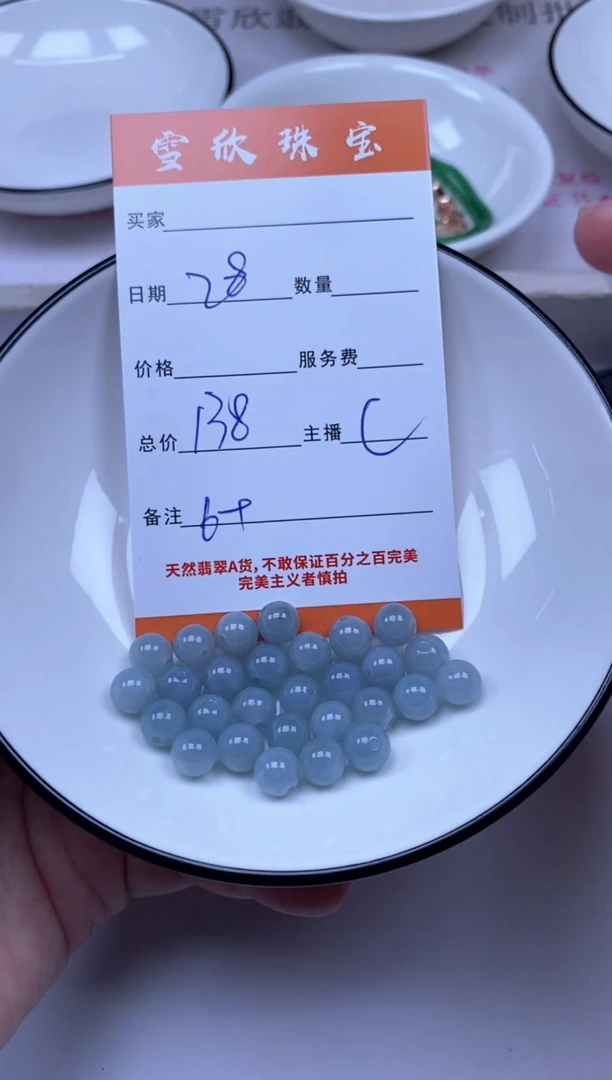 雪欣珠宝
买家
日期 28 数量
价格 服务费
总价 138 主播 C
备注 6+
天然翡翠A货,不敢保证百分之百完美
完美主义者慎拍